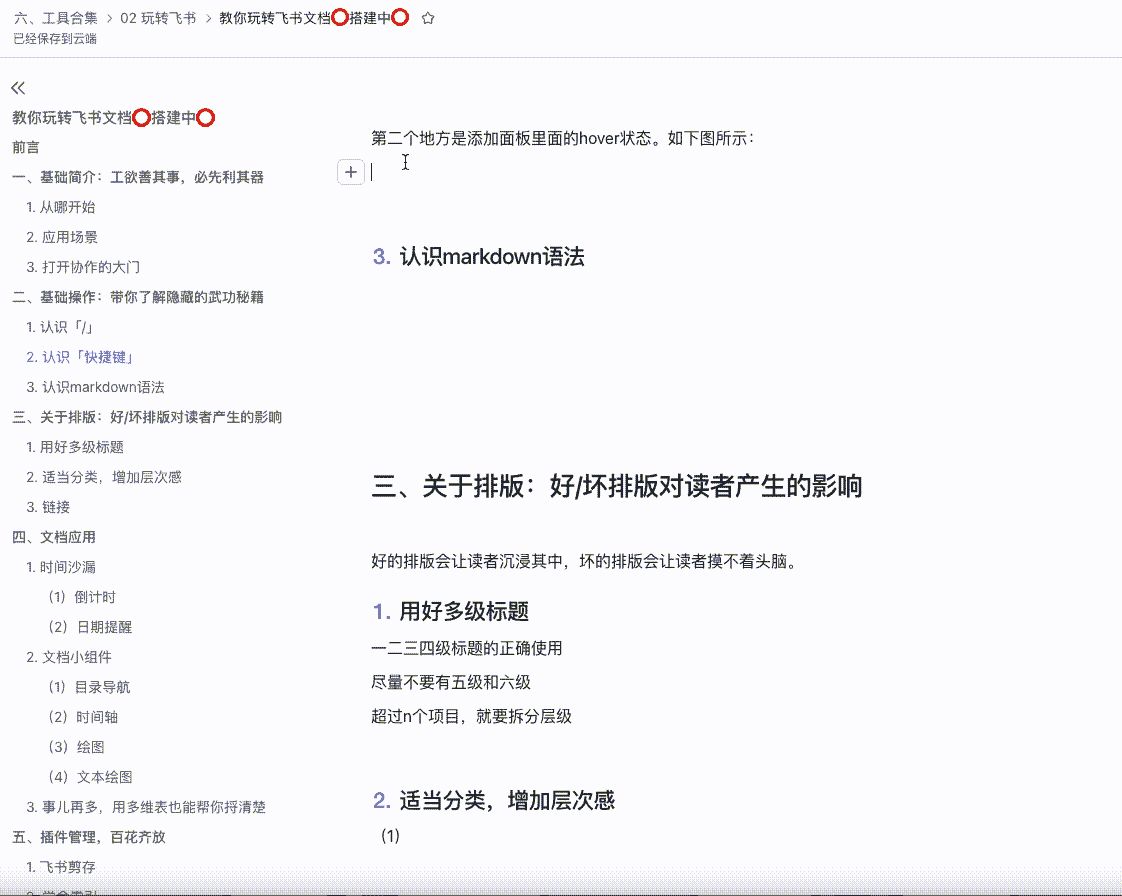 六、工具合集 > 02 玩转飞书 > 教你玩转飞书文档⭕搭建中⭕
已经保存到云端
教你玩转飞书文档⭕搭建中⭕
前言
一、基础简介：工欲善其事，必先利其器
1. 从哪开始
2. 应用场景
3. 打开协作的大门
二、基础操作：带你了解隐藏的武功秘籍
1. 认识「/」
2. 认识「快捷键」
3. 认识markdown语法
三、关于排版：好/坏排版对读者产生的影响
1. 用好多级标题
2. 适当分类，增加层次感
3. 链接
四、文档应用
1. 时间沙漏
（1）倒计时
（2）日期提醒
2. 文档小组件
（1）目录导航
（2）时间轴
（3）绘图
（4）文本绘图
3. 事儿再多，用多维表也能帮你捋清楚
五、插件管理，百花齐放
1. 飞书剪存
第二个地方是添加面板里面的hover状态。如下图所示：
3. 认识markdown语法
三、关于排版：好/坏排版对读者产生的影响
好的排版会让读者沉浸其中，坏的排版会让读者摸不着头脑。
1. 用好多级标题
一二三四级标题的正确使用
尽量不要有五级和六级
超过n个项目，就要拆分层级
2. 适当分类，增加层次感
（1）